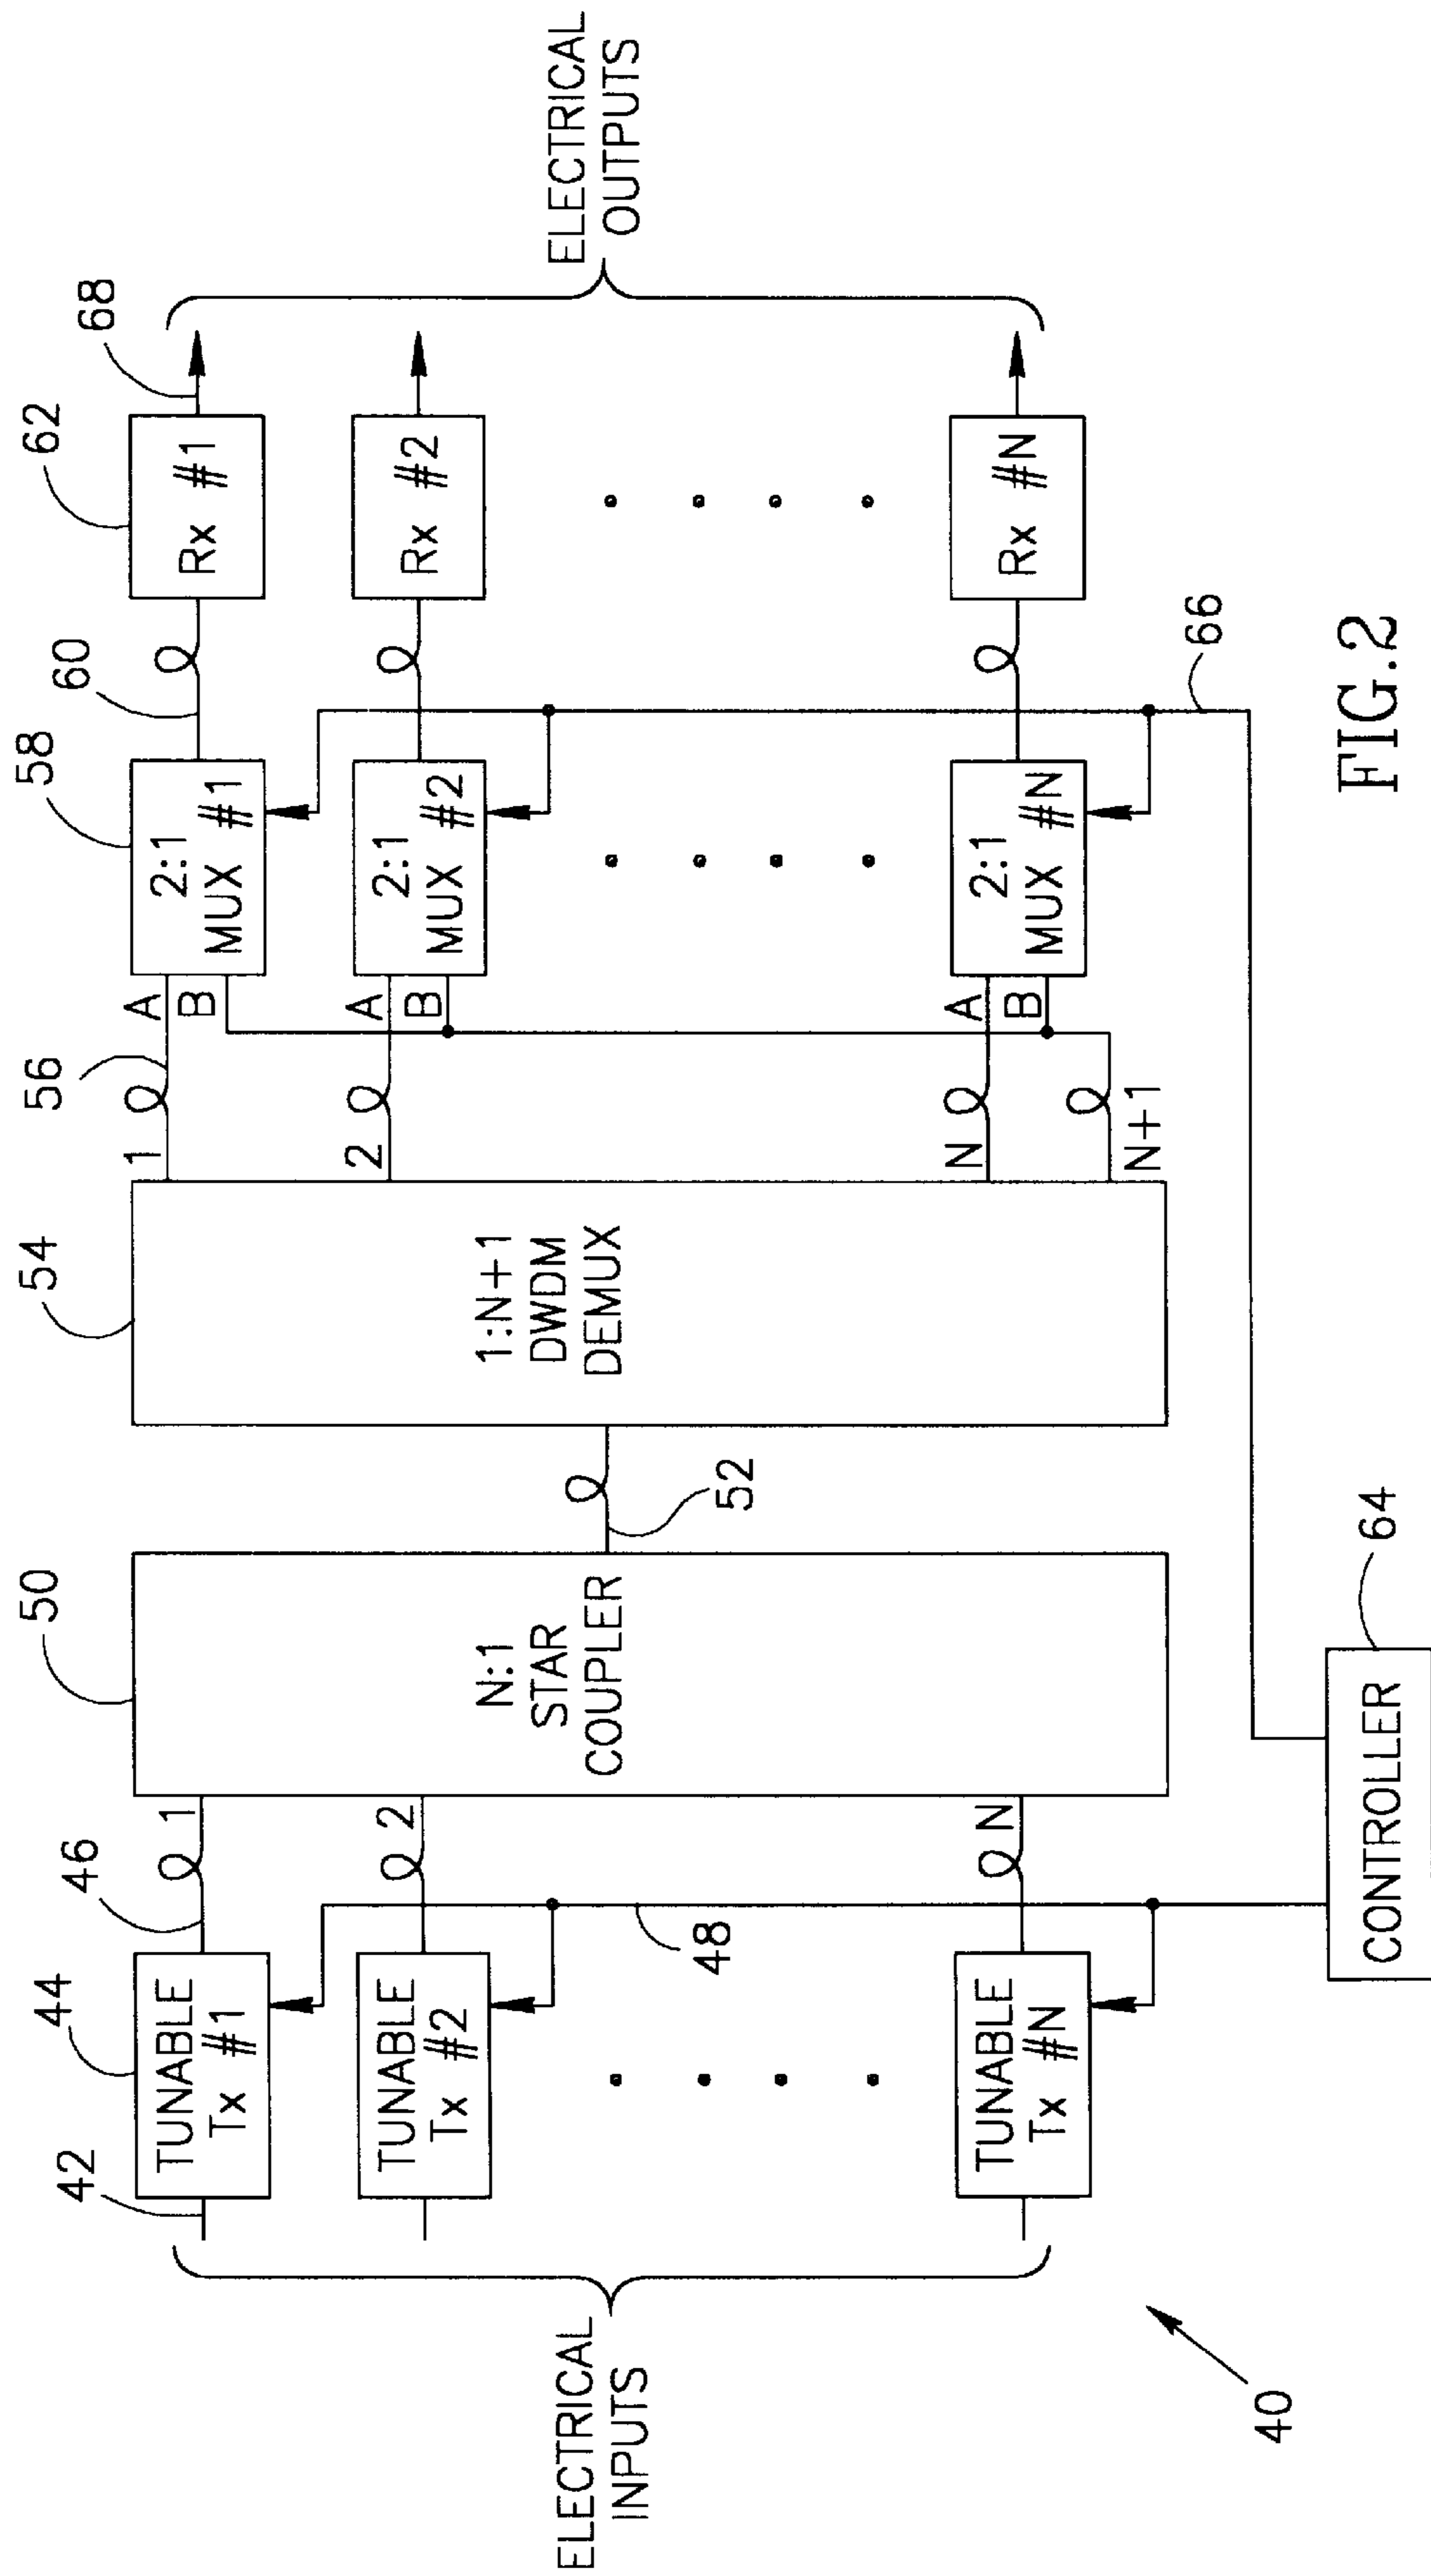 ELECTRICAL
INPUTS
40
42
44
TUNABLE
Tx #1
TUNABLE
Tx #2
TUNABLE
Tx #N
46
48
1
2
N
50
N:1
STAR
COUPLER
52
54
1:N+1
DWDM
DEMUX
1
2
N
N+1
56
A
B
A
B
A
B
58
2:1
MUX #1
2:1
MUX #2
2:1
MUX #N
60
62
Rx #1
Rx #2
Rx #N
64
CONTROLLER
66
68
ELECTRICAL
OUTPUTS
FIG.2